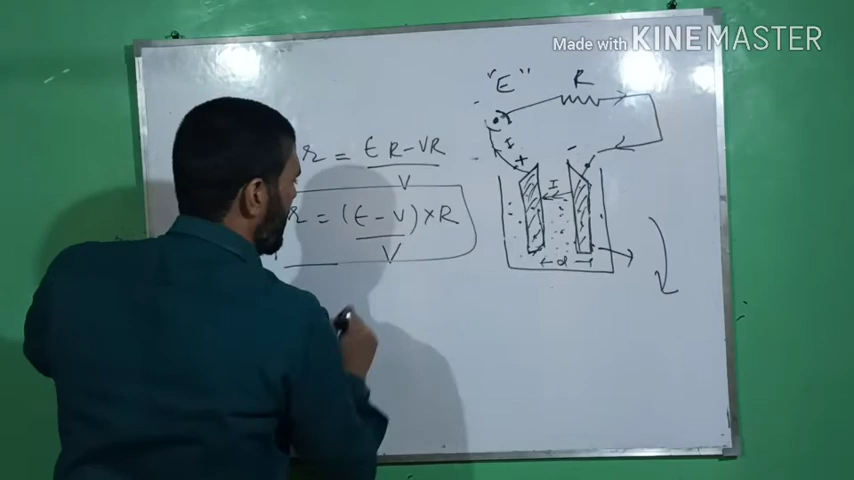 Made with KINEMASTER
"E"
R
r = ER-VR
V
r = (E-V)×R
V
I
+
-
I
d